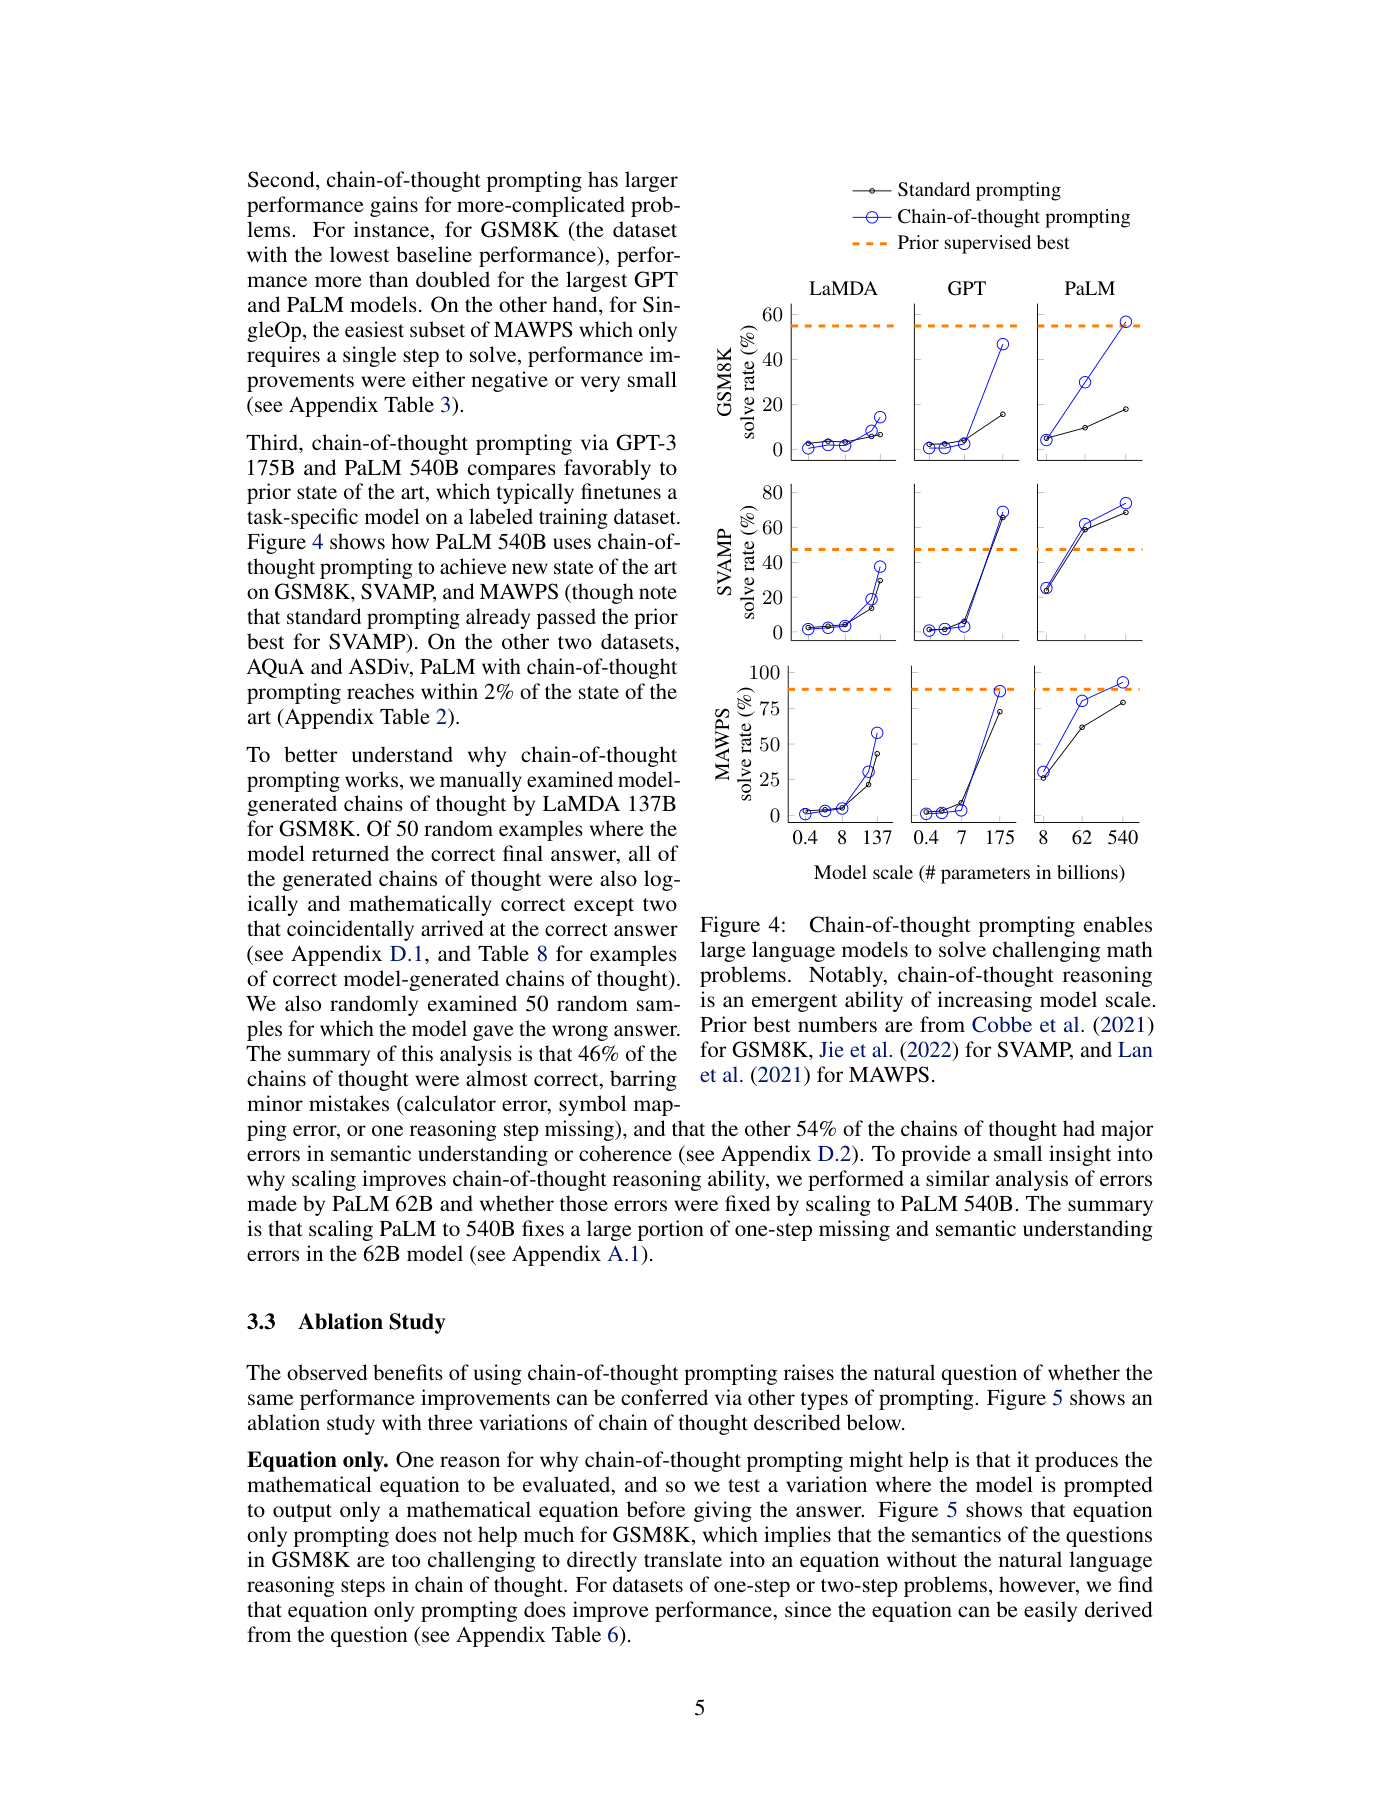 Second, chain-of-thought prompting has larger
performance gains for more-complicated prob-
lems. For instance, for GSM8K (the dataset
with the lowest baseline performance), perfor-
mance more than doubled for the largest GPT
and PaLM models. On the other hand, for Sin-
gleOp, the easiest subset of MAWPS which only
requires a single step to solve, performance im-
provements were either negative or very small
(see Appendix Table 3).
Third, chain-of-thought prompting via GPT-3
175B and PaLM 540B compares favorably to
prior state of the art, which typically finetunes a
task-specific model on a labeled training dataset.
Figure 4 shows how PaLM 540B uses chain-of-
thought prompting to achieve new state of the art
on GSM8K, SVAMP, and MAWPS (though note
that standard prompting already passed the prior
best for SVAMP). On the other two datasets,
AQuA and ASDiv, PaLM with chain-of-thought
prompting reaches within 2% of the state of the
art (Appendix Table 2).
To better understand why chain-of-thought
prompting works, we manually examined model-
generated chains of thought by LaMDA 137B
for GSM8K. Of 50 random examples where the
model returned the correct final answer, all of
the generated chains of thought were also log-
ically and mathematically correct except two
that coincidentally arrived at the correct answer
(see Appendix D.1, and Table 8 for examples
of correct model-generated chains of thought).
We also randomly examined 50 random sam-
ples for which the model gave the wrong answer.
The summary of this analysis is that 46% of the
chains of thought were almost correct, barring
minor mistakes (calculator error, symbol map-
ping error, or one reasoning step missing), and that the other 54% of the chains of thought had major
errors in semantic understanding or coherence (see Appendix D.2). To provide a small insight into
why scaling improves chain-of-thought reasoning ability, we performed a similar analysis of errors
made by PaLM 62B and whether those errors were fixed by scaling to PaLM 540B. The summary
is that scaling PaLM to 540B fixes a large portion of one-step missing and semantic understanding
errors in the 62B model (see Appendix A.1).
Standard prompting
Chain-of-thought prompting
Prior supervised best
LaMDA GPT PaLM
GSM8K
solve rate (%)
60
40
20
0
SVAMP
solve rate (%)
80
60
40
20
0
MAWPS
solve rate (%)
100
75
50
25
0
0.4 8 137 0.4 7 175 8 62 540
Model scale (# parameters in billions)
Figure 4: Chain-of-thought prompting enables
large language models to solve challenging math
problems. Notably, chain-of-thought reasoning
is an emergent ability of increasing model scale.
Prior best numbers are from Cobbe et al. (2021)
for GSM8K, Jie et al. (2022) for SVAMP, and Lan
et al. (2021) for MAWPS.
3.3 Ablation Study
The observed benefits of using chain-of-thought prompting raises the natural question of whether the
same performance improvements can be conferred via other types of prompting. Figure 5 shows an
ablation study with three variations of chain of thought described below.
Equation only. One reason for why chain-of-thought prompting might help is that it produces the
mathematical equation to be evaluated, and so we test a variation where the model is prompted
to output only a mathematical equation before giving the answer. Figure 5 shows that equation
only prompting does not help much for GSM8K, which implies that the semantics of the questions
in GSM8K are too challenging to directly translate into an equation without the natural language
reasoning steps in chain of thought. For datasets of one-step or two-step problems, however, we find
that equation only prompting does improve performance, since the equation can be easily derived
from the question (see Appendix Table 6).
5